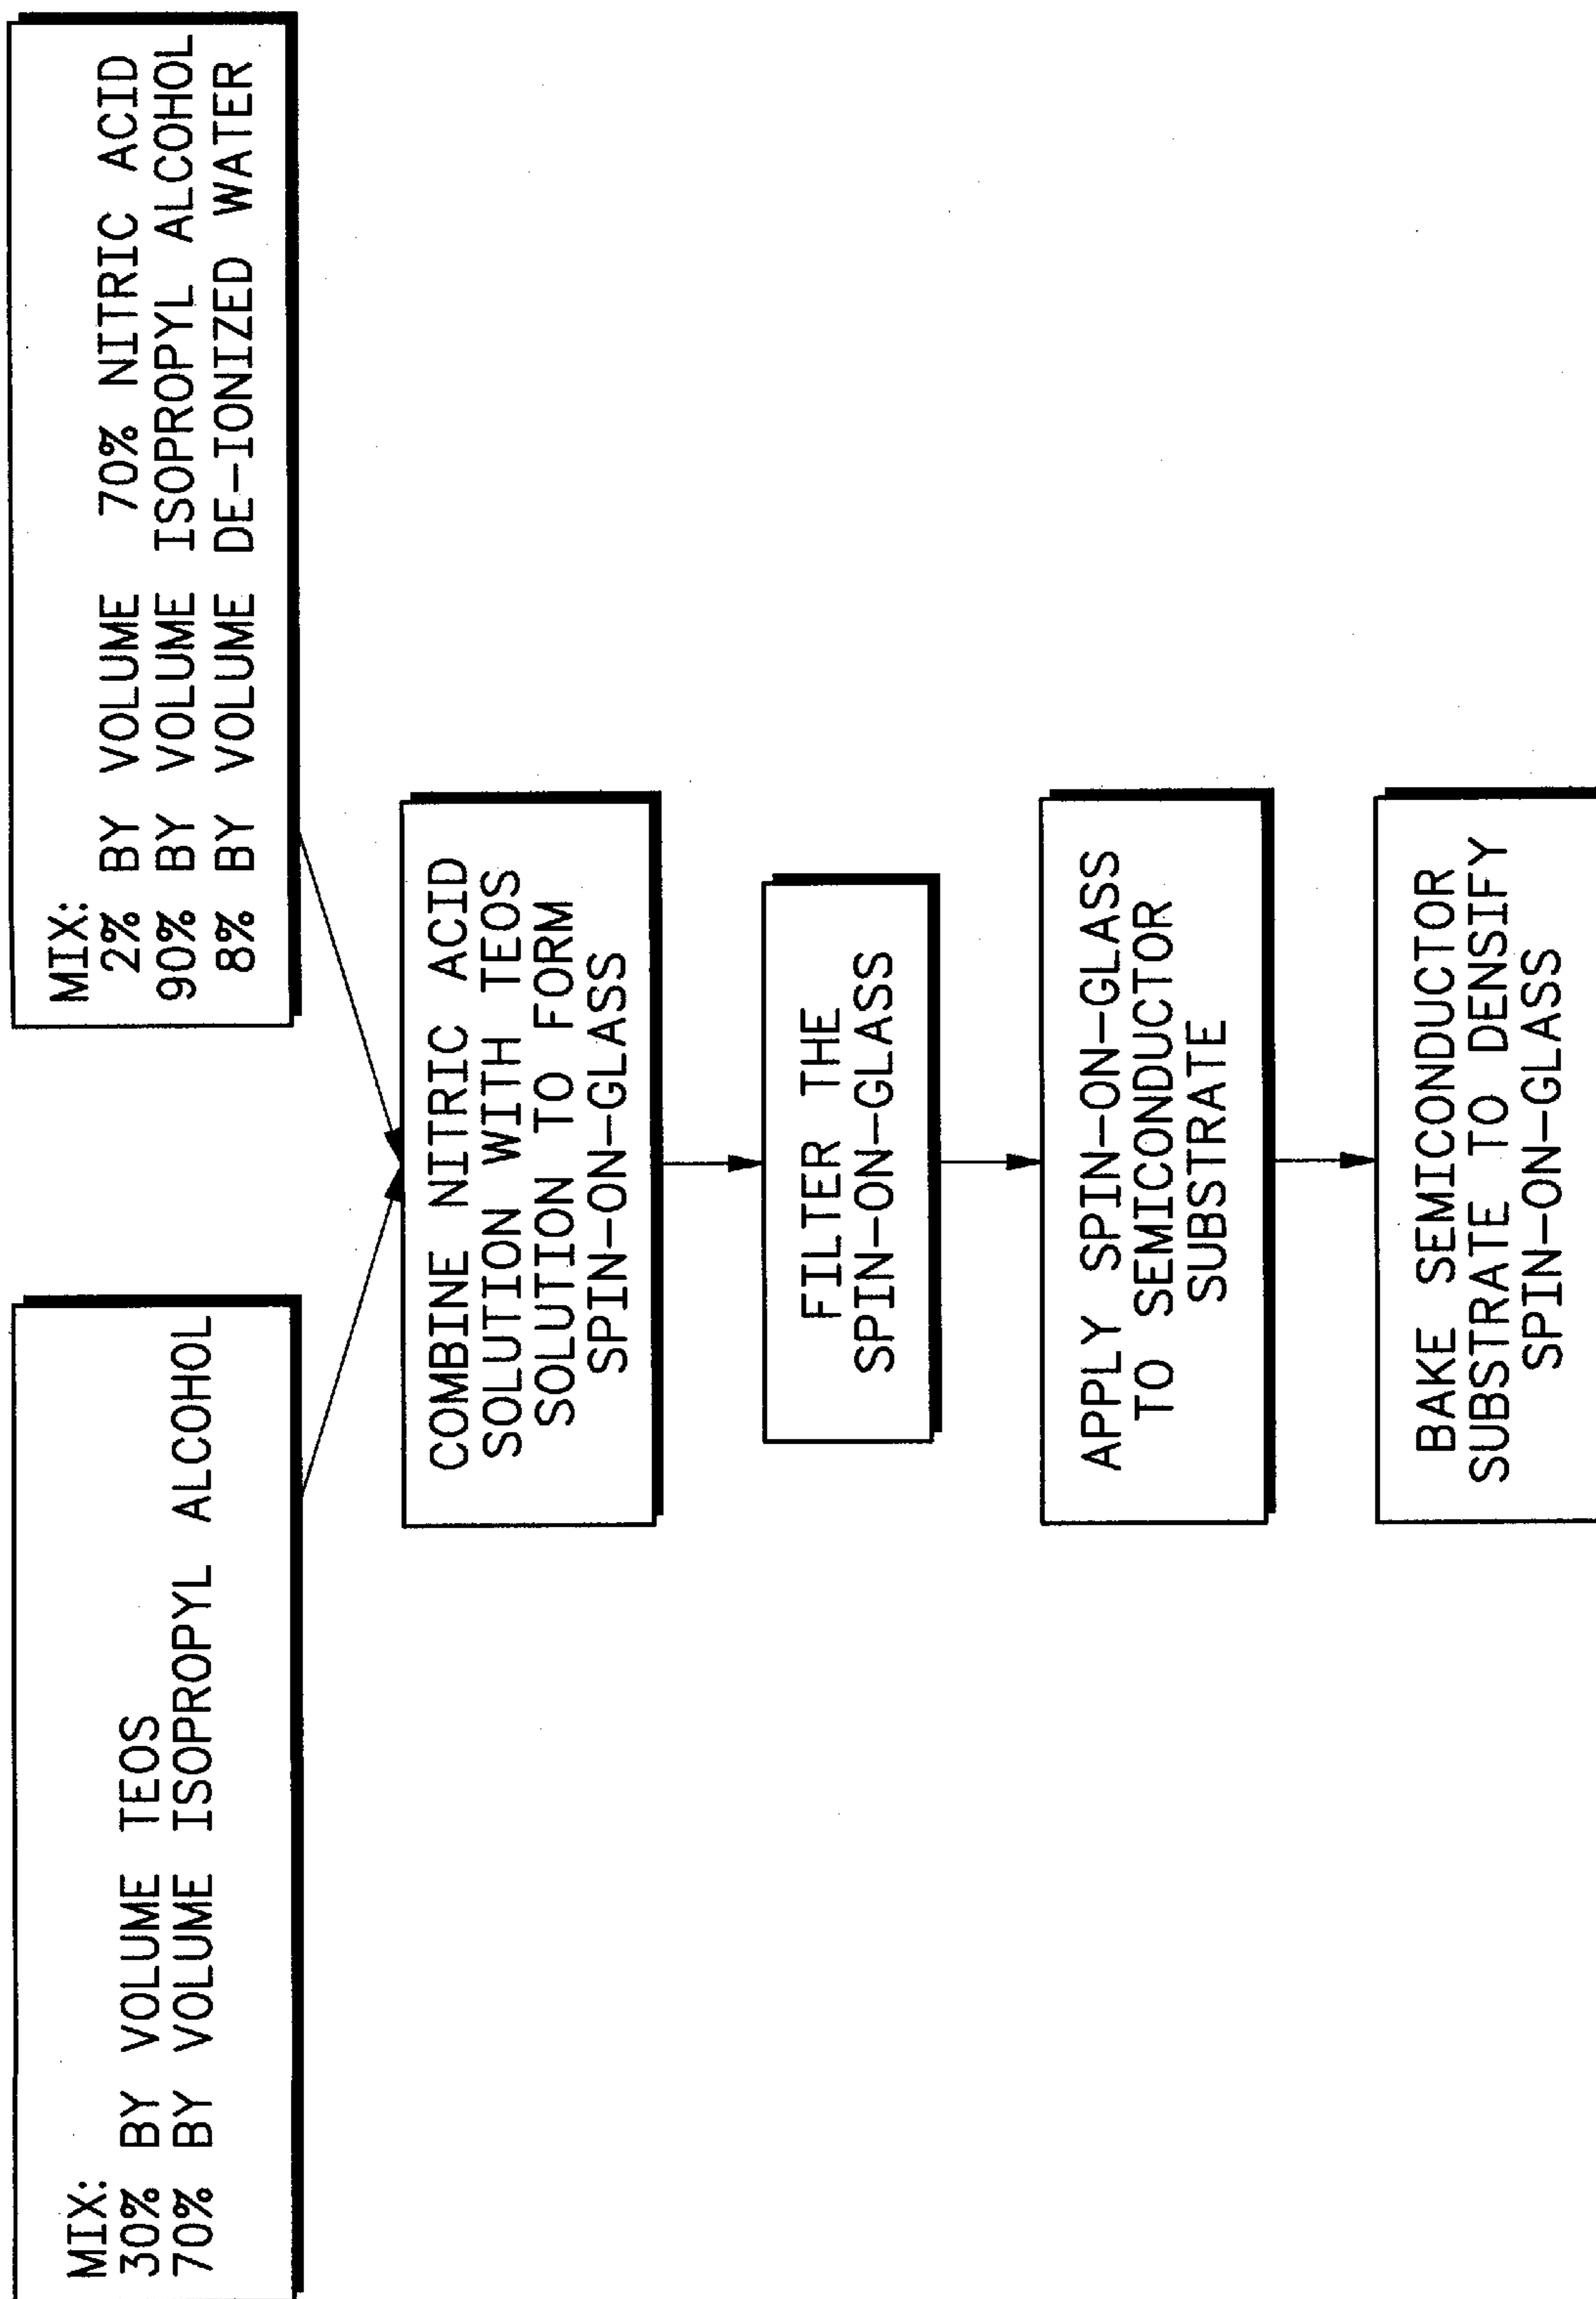 MIX:
30% BY VOLUME TEOS
70% BY VOLUME ISOPROPYL ALCOHOL
MIX:
2% BY VOLUME 70% NITRIC ACID
90% BY VOLUME ISOPROPYL ALCOHOL
8% BY VOLUME DE-IONIZED WATER
COMBINE NITRIC ACID
SOLUTION WITH TEOS
SOLUTION TO FORM
SPIN-ON-GLASS
FILTER THE
SPIN-ON-GLASS
APPLY SPIN-ON-GLASS
TO SEMICONDUCTOR
SUBSTRATE
BAKE SEMICONDUCTOR
SUBSTRATE TO DENSIFY
SPIN-ON-GLASS